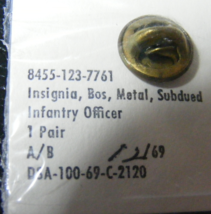 8455-123-7761
Insignia, Bos, Metal, Subdued
Infantry Officer
1 Pair
A/B 12/69
DSA-100-69-C-2120